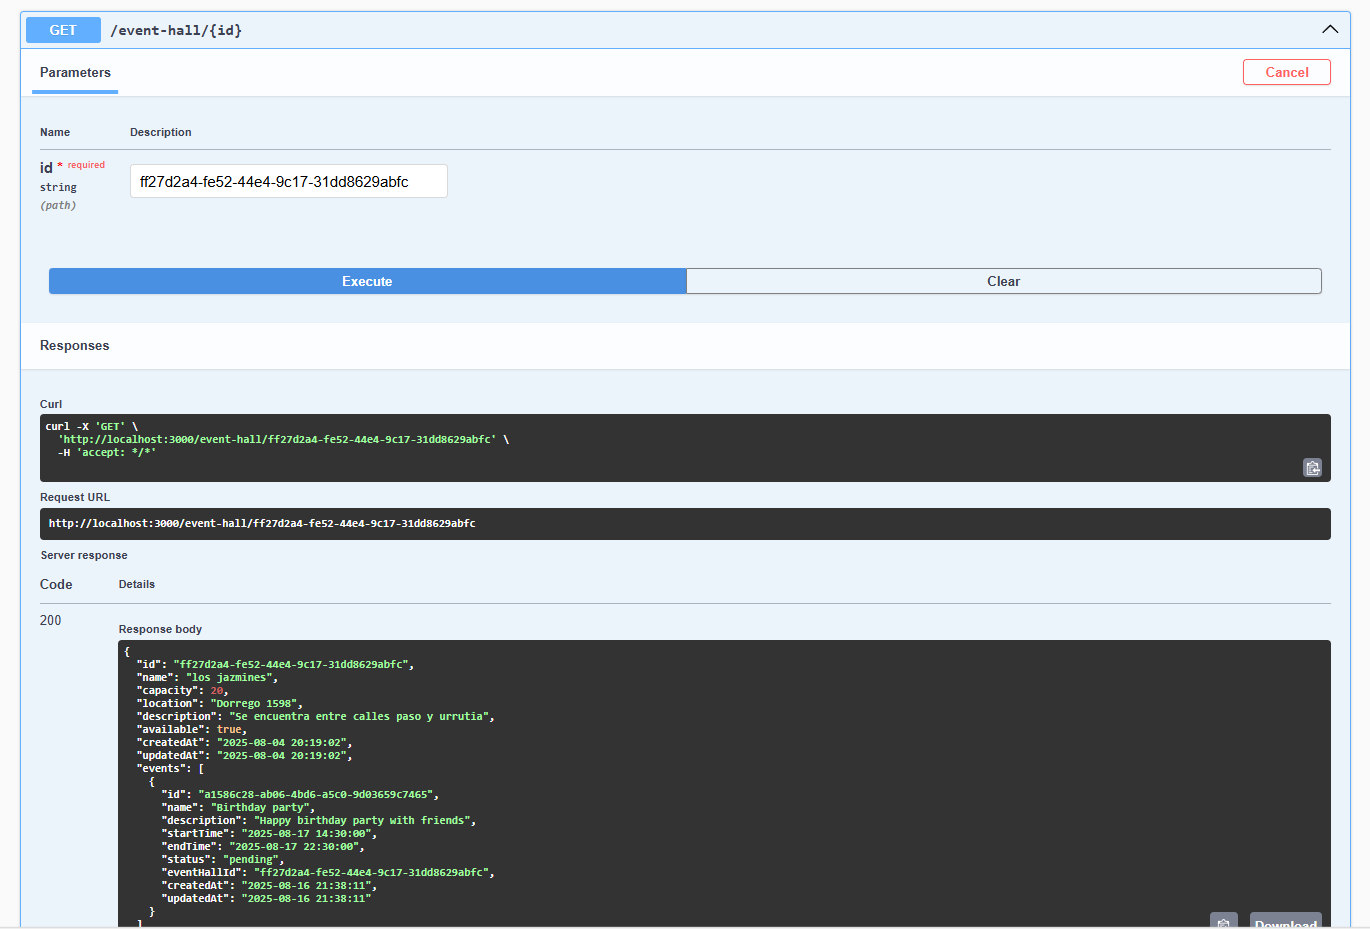 GET /event-hall/{id}
Parameters
Cancel
Name Description
id * required
string
(path)
ff27d2a4-fe52-44e4-9c17-31dd8629abfc
Execute Clear
Responses
Curl
curl -X 'GET' \
'http://localhost:3000/event-hall/ff27d2a4-fe52-44e4-9c17-31dd8629abfc' \
-H 'accept: */*'
Request URL
http://localhost:3000/event-hall/ff27d2a4-fe52-44e4-9c17-31dd8629abfc
Server response
Code Details
200
Response body
{
"id": "ff27d2a4-fe52-44e4-9c17-31dd8629abfc",
"name": "los jazmines",
"capacity": 20,
"location": "Dorrego 1598",
"description": "Se encuentra entre calles paso y urrutia",
"available": true,
"createdAt": "2025-08-04 20:19:02",
"updatedAt": "2025-08-04 20:19:02",
"events": [
{
"id": "a1586c28-ab06-4bd6-a5c0-9d03659c7465",
"name": "Birthday party",
"description": "Happy birthday party with friends",
"startTime": "2025-08-17 14:30:00",
"endTime": "2025-08-17 22:30:00",
"status": "pending",
"eventHallId": "ff27d2a4-fe52-44e4-9c17-31dd8629abfc",
"createdAt": "2025-08-16 21:38:11",
"updatedAt": "2025-08-16 21:38:11"
}
]
Download